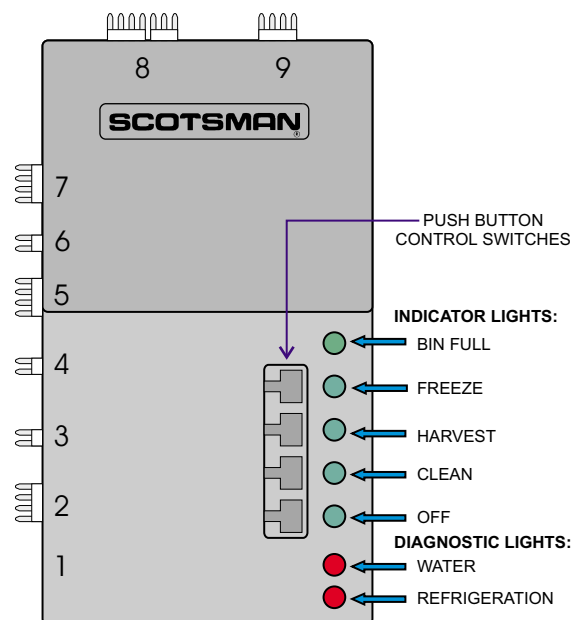 8 9
SCOTSMAN®
7
6
5
4
3
2
1
PUSH BUTTON
CONTROL SWITCHES
INDICATOR LIGHTS:
BIN FULL
FREEZE
HARVEST
CLEAN
OFF
DIAGNOSTIC LIGHTS:
WATER
REFRIGERATION